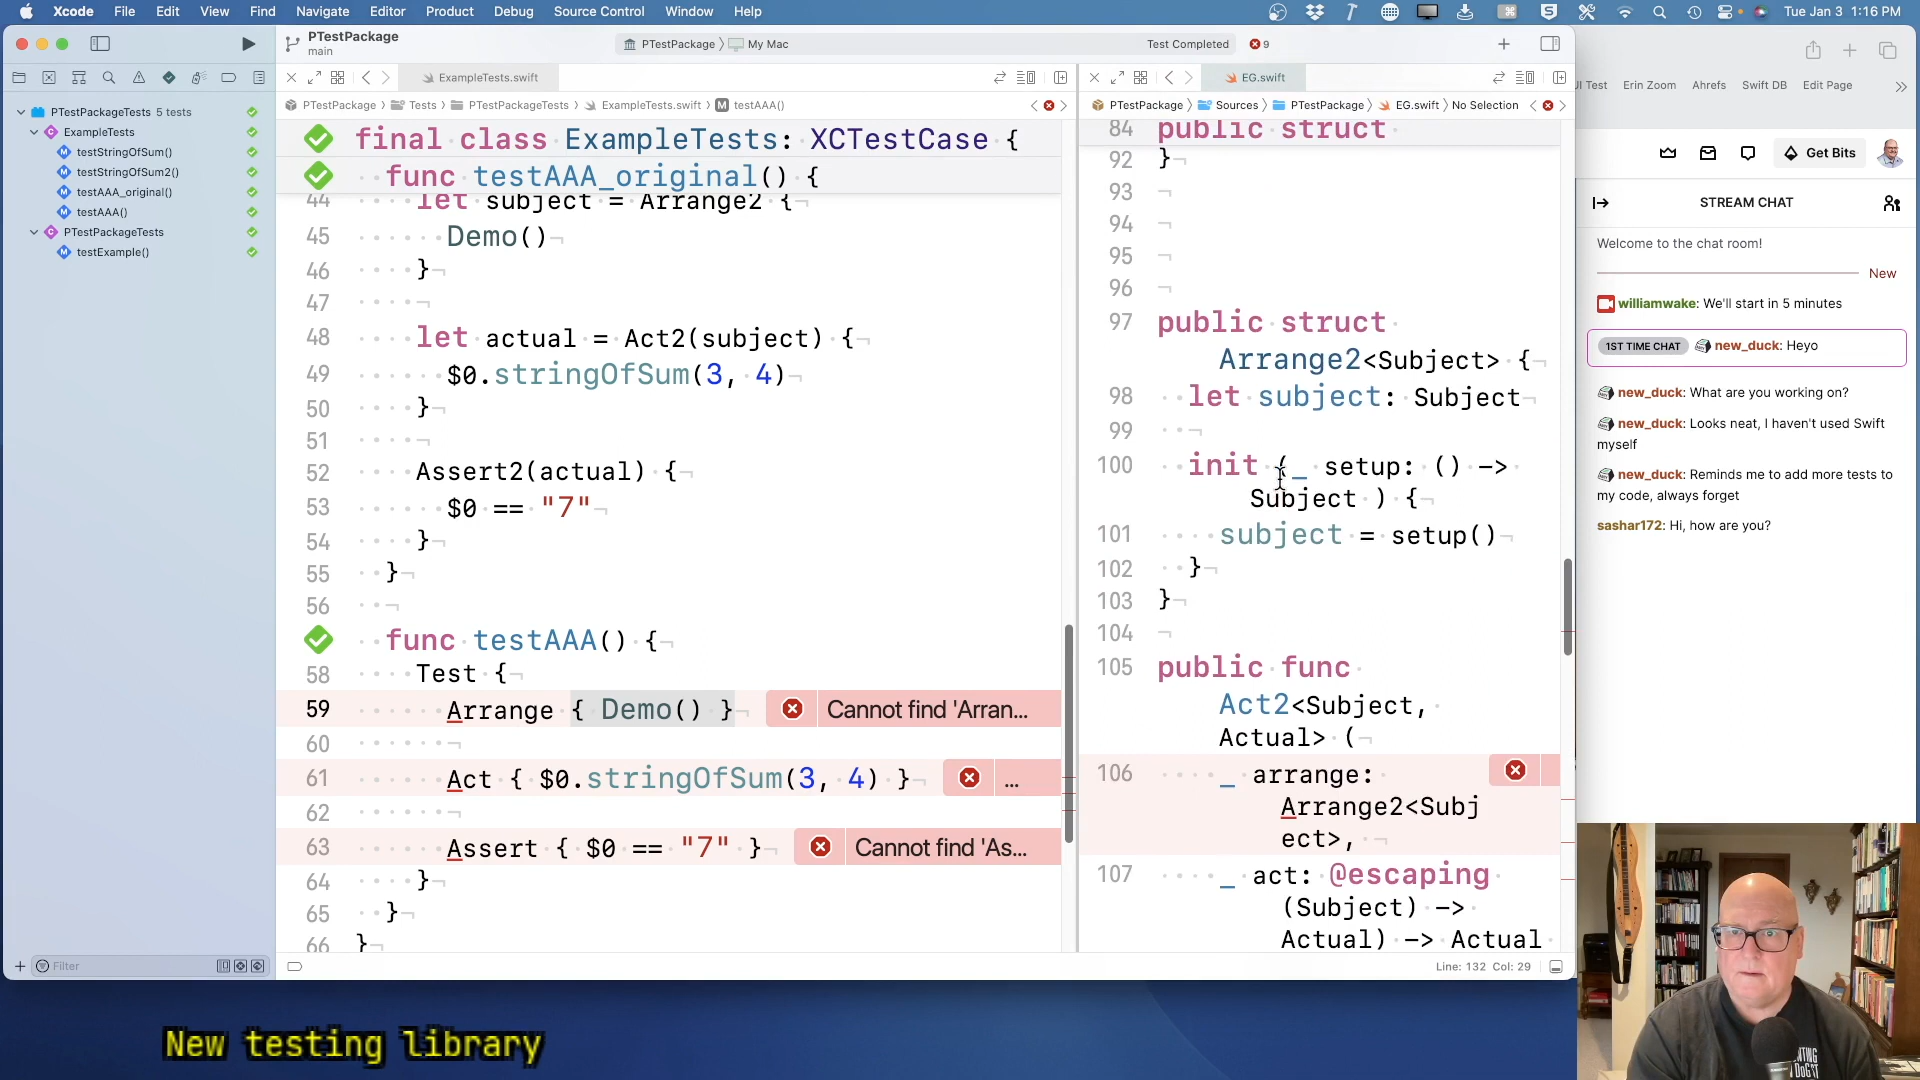 Xcode File Edit View Find Navigate Editor Product Debug Source Control Window Help
Tue Jan 3 1:16 PM
PTestPackage
main
PTestPackage My Mac
Test Completed 9
ExampleTests.swift
EG.swift
PTestPackage Tests PTestPackageTests ExampleTests.swift M testAAA()
PTestPackage Sources PTestPackage EG.swift No Selection
PTestPackageTests 5 tests
C ExampleTests
M testStringOfSum()
M testStringOfSum2()
M testAAA_original()
M testAAA()
C PTestPackageTests
M testExample()
Filter
final class ExampleTests: XCTestCase {
func testAAA_original() {
44 let subject = Arrange2 {
45 Demo()
46 }
47
48 let actual = Act2(subject) {
49 $0.stringOfSum(3, 4)
50 }
51
52 Assert2(actual) {
53 $0 == "7"
54 }
55 }
56
func testAAA() {
58 Test {
59 Arrange { Demo() } Cannot find 'Arran...
60
61 Act { $0.stringOfSum(3, 4) } ...
62
63 Assert { $0 == "7" } Cannot find 'As...
64 }
65 }
66 }
84 public struct
92 }
93
94
95
96
97 public struct
Arrange2<Subject> {
98 let subject: Subject
99
100 init (_ setup: () ->
Subject ) {
101 subject = setup()
102 }
103 }
104
105 public func
Act2<Subject,
Actual> (
106 _ arrange:
Arrange2<Subj
ect>,
107 _ act: @escaping
(Subject) ->
Actual) -> Actual
Line: 132 Col: 29
UI Test Erin Zoom Ahrefs Swift DB Edit Page
Get Bits
STREAM CHAT
Welcome to the chat room!
New
williamwake: We'll start in 5 minutes
1ST TIME CHAT new_duck: Heyo
new_duck: What are you working on?
new_duck: Looks neat, I haven't used Swift
myself
new_duck: Reminds me to add more tests to
my code, always forget
sashar172: Hi, how are you?
New testing library